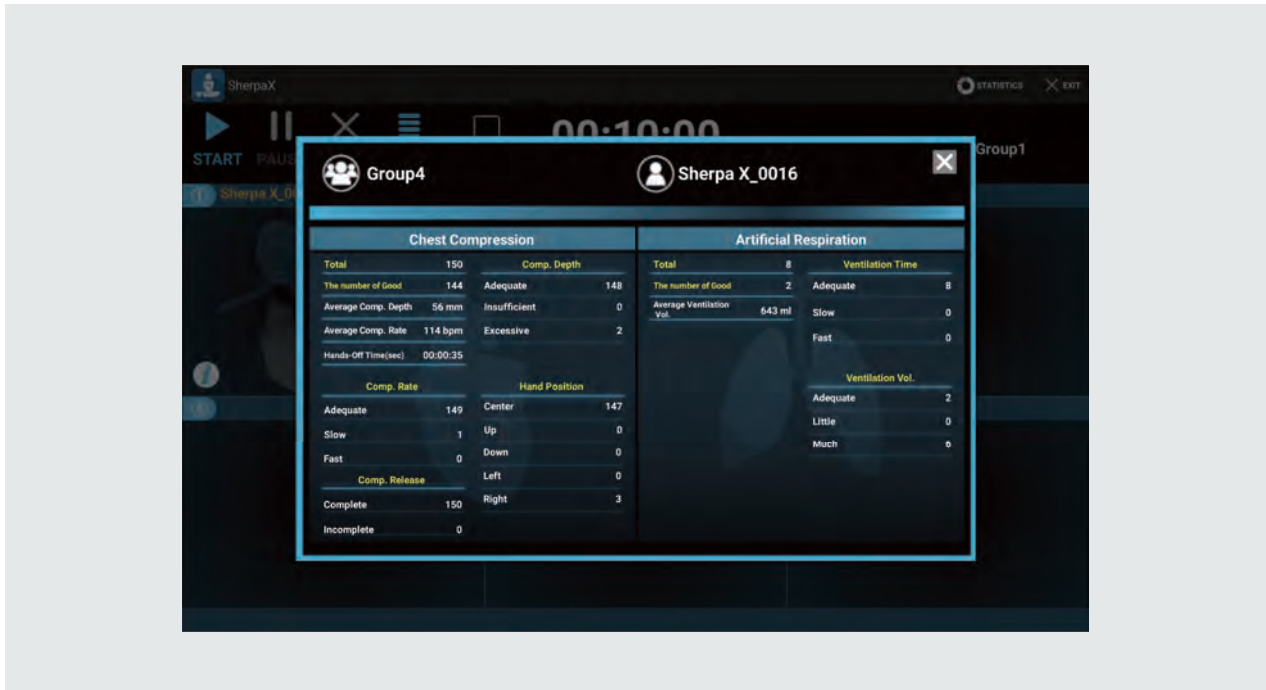 SherpaX
STATISTICS
EXIT
00:10:00
START
Group1
Group4
Sherpa X_0016
Chest Compression
Total 150
The number of Good 144
Average Comp. Depth 56 mm
Average Comp. Rate 114 bpm
Hands-Off Time(sec) 00:00:35
Comp. Rate
Adequate 149
Slow 1
Fast 0
Comp. Release
Complete 150
Incomplete 0
Comp. Depth
Adequate 148
Insufficient 0
Excessive 2
Hand Position
Center 147
Up 0
Down 0
Left 0
Right 3
Artificial Respiration
Total 8
The number of Good 2
Average Ventilation
Vol. 643 ml
Ventilation Time
Adequate 8
Slow 0
Fast 0
Ventilation Vol.
Adequate 2
Little 0
Much